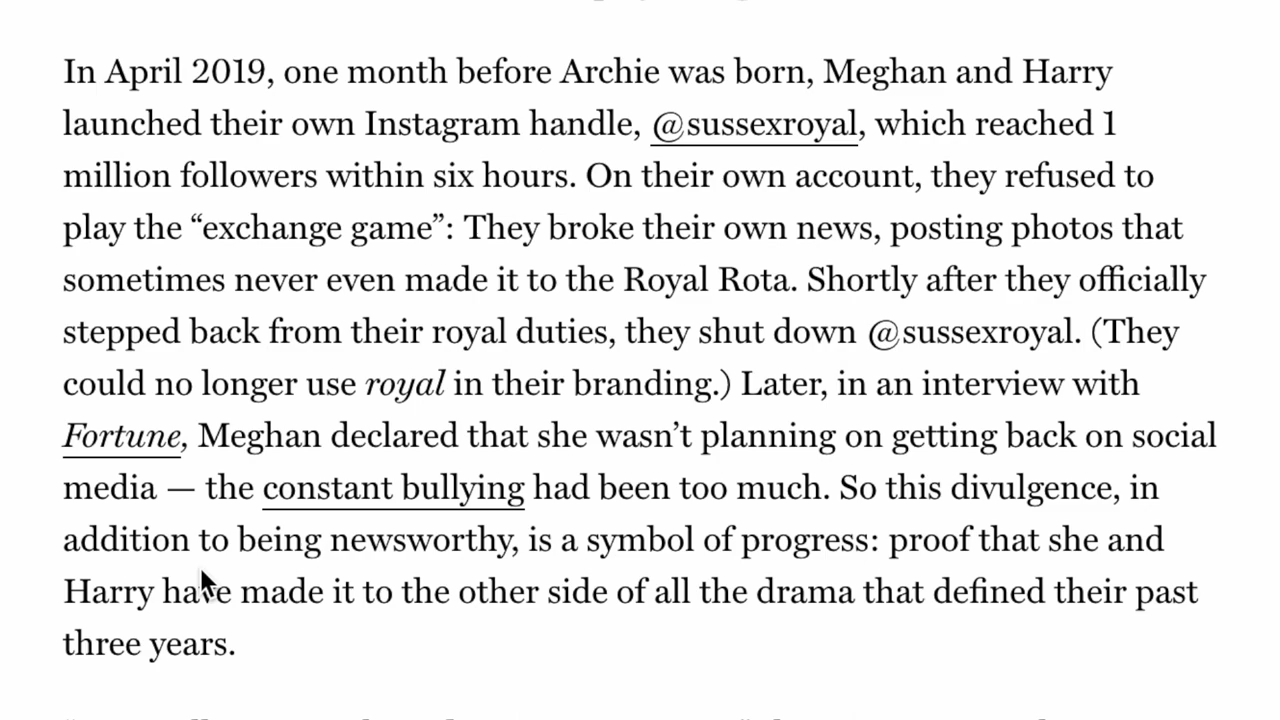 In April 2019, one month before Archie was born, Meghan and Harry
launched their own Instagram handle, @sussexroyal, which reached 1
million followers within six hours. On their own account, they refused to
play the “exchange game”: They broke their own news, posting photos that
sometimes never even made it to the Royal Rota. Shortly after they officially
stepped back from their royal duties, they shut down @sussexroyal. (They
could no longer use royal in their branding.) Later, in an interview with
Fortune, Meghan declared that she wasn’t planning on getting back on social
media — the constant bullying had been too much. So this divulgence, in
addition to being newsworthy, is a symbol of progress: proof that she and
Harry have made it to the other side of all the drama that defined their past
three years.